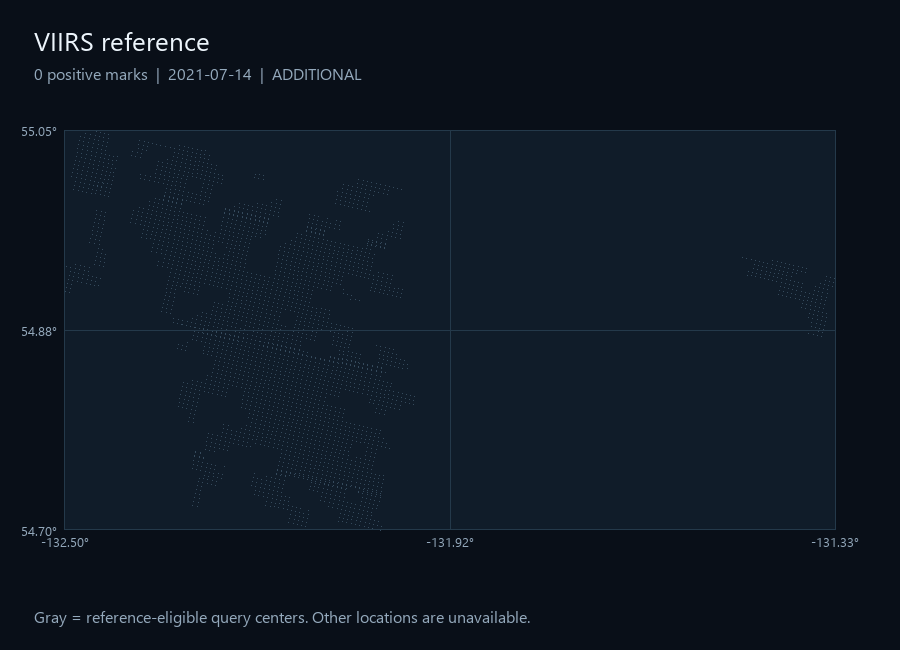 VIIRS reference
0 positive marks | 2021-07-14 | ADDITIONAL
55.05°
54.88°
54.70°
-132.50° -131.92° -131.33°
Gray = reference-eligible query centers. Other locations are unavailable.